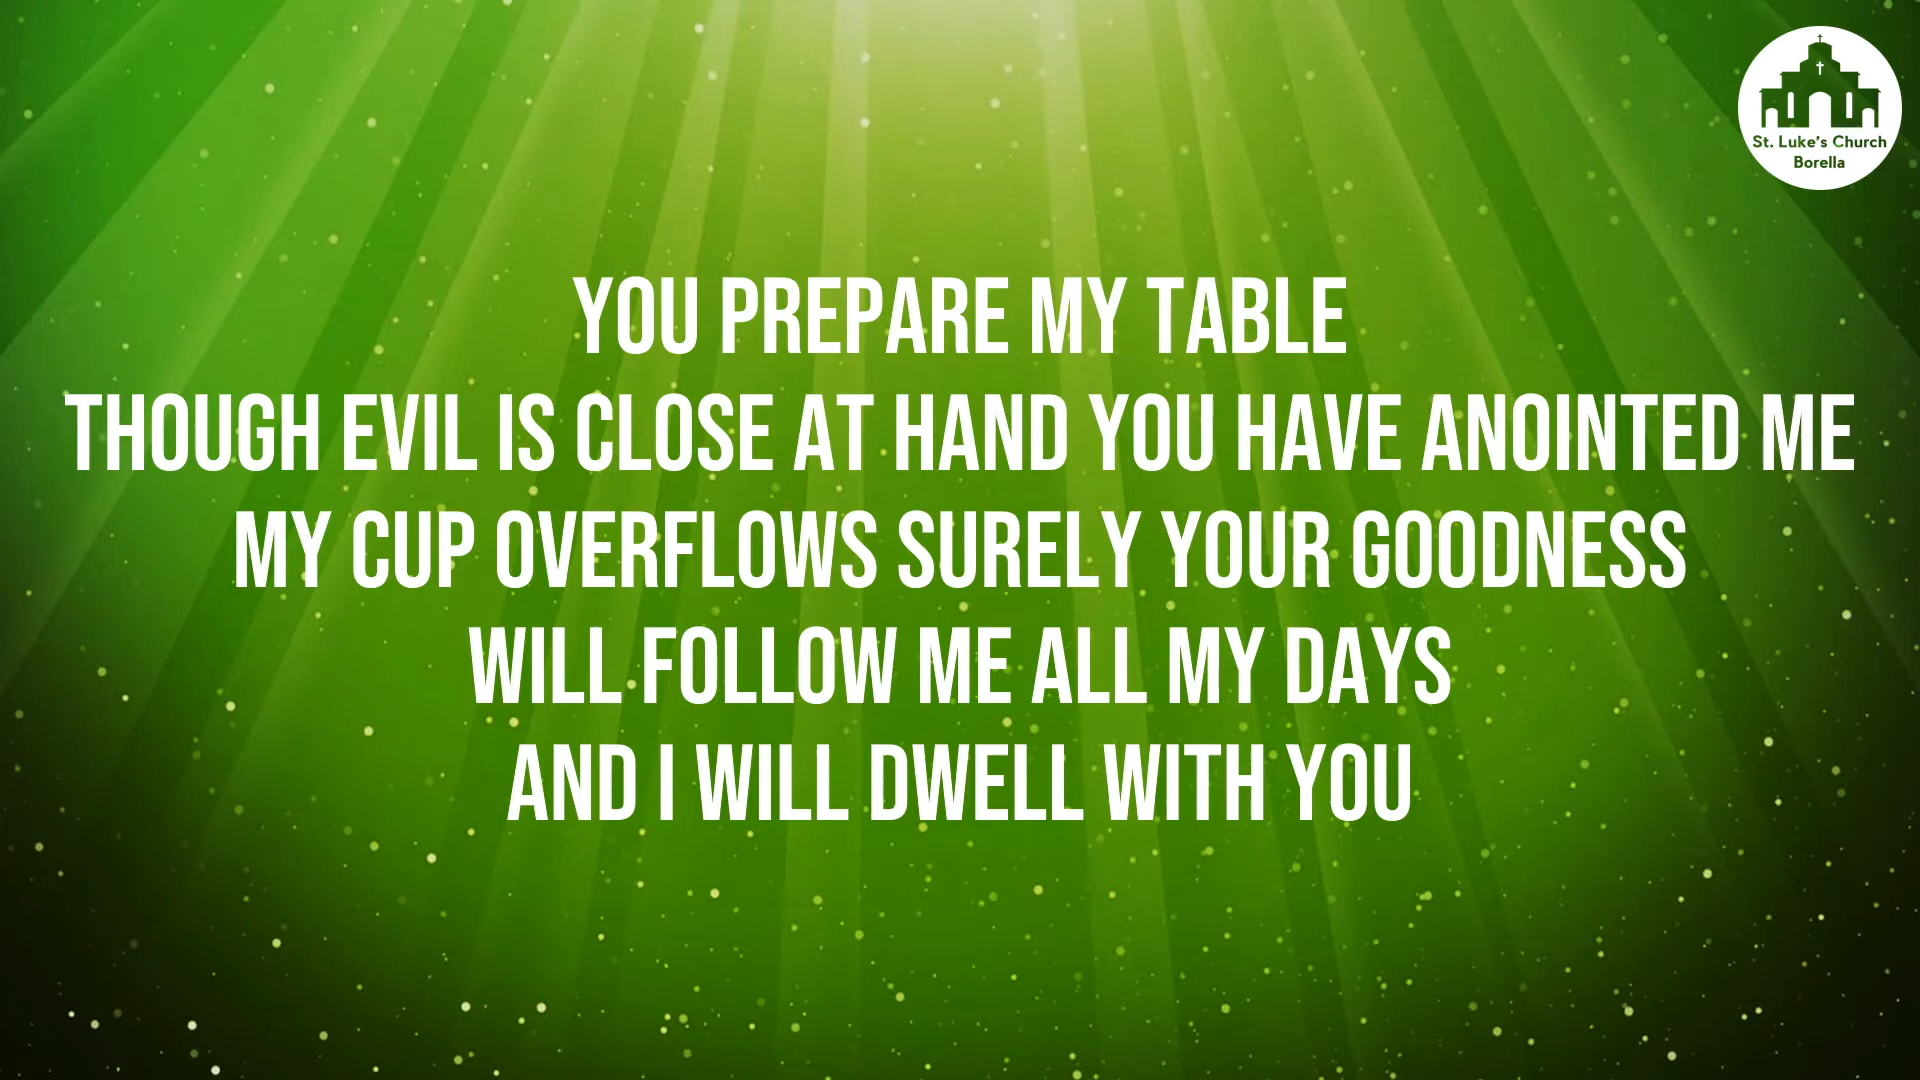 St. Luke's Church
Borella
YOU PREPARE MY TABLE
THOUGH EVIL IS CLOSE AT HAND YOU HAVE ANOINTED ME
MY CUP OVERFLOWS SURELY YOUR GOODNESS
WILL FOLLOW ME ALL MY DAYS
AND I WILL DWELL WITH YOU